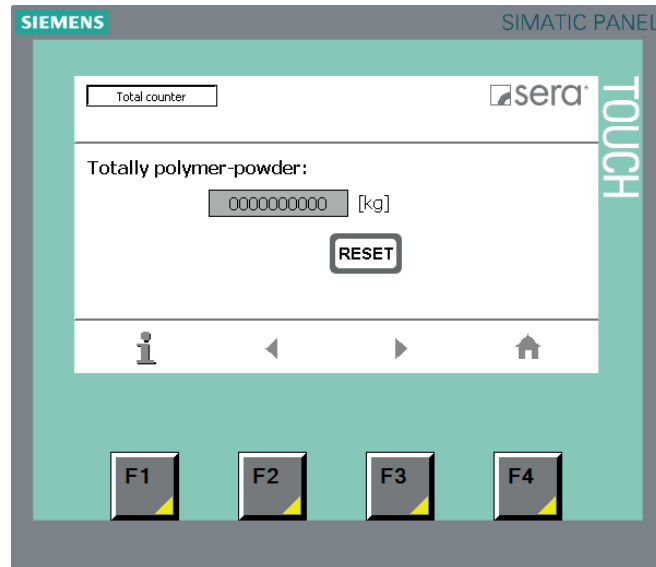 SIEMENS
SIMATIC PANEL
TOUCH
Total counter
sera
Totally polymer-powder:
0000000000 [kg]
RESET
F1
F2
F3
F4